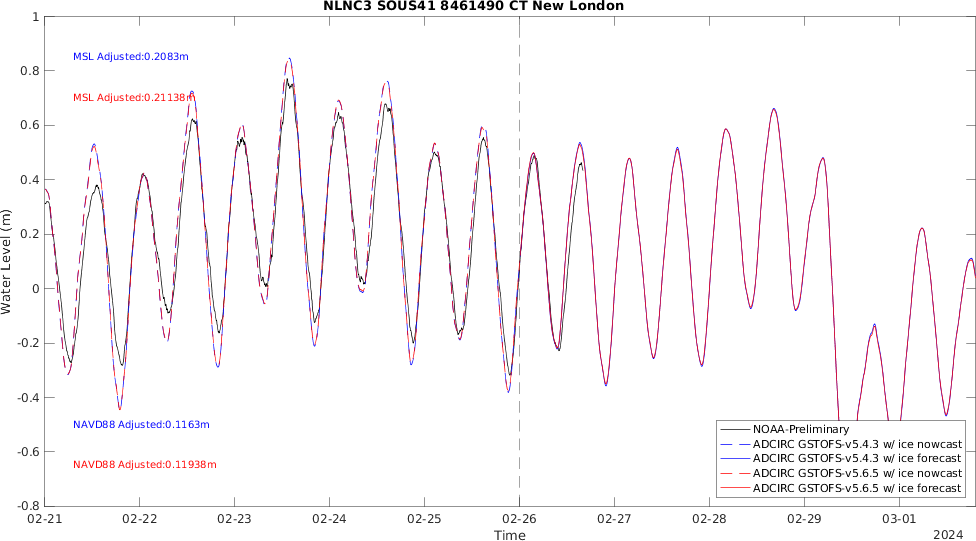 NLNC3 SOUS41 8461490 CT New London
Water Level (m)
1
0.8
0.6
0.4
0.2
0
-0.2
-0.4
-0.6
-0.8
MSL Adjusted:0.2083m
MSL Adjusted:0.21138m
NAVD88 Adjusted:0.1163m
NAVD88 Adjusted:0.11938m
NOAA-Preliminary
ADCIRC GSTOFS-v5.4.3 w/ ice nowcast
ADCIRC GSTOFS-v5.4.3 w/ ice forecast
ADCIRC GSTOFS-v5.6.5 w/ ice nowcast
ADCIRC GSTOFS-v5.6.5 w/ ice forecast
02-21 02-22 02-23 02-24 02-25 02-26 02-27 02-28 02-29 03-01
Time
2024